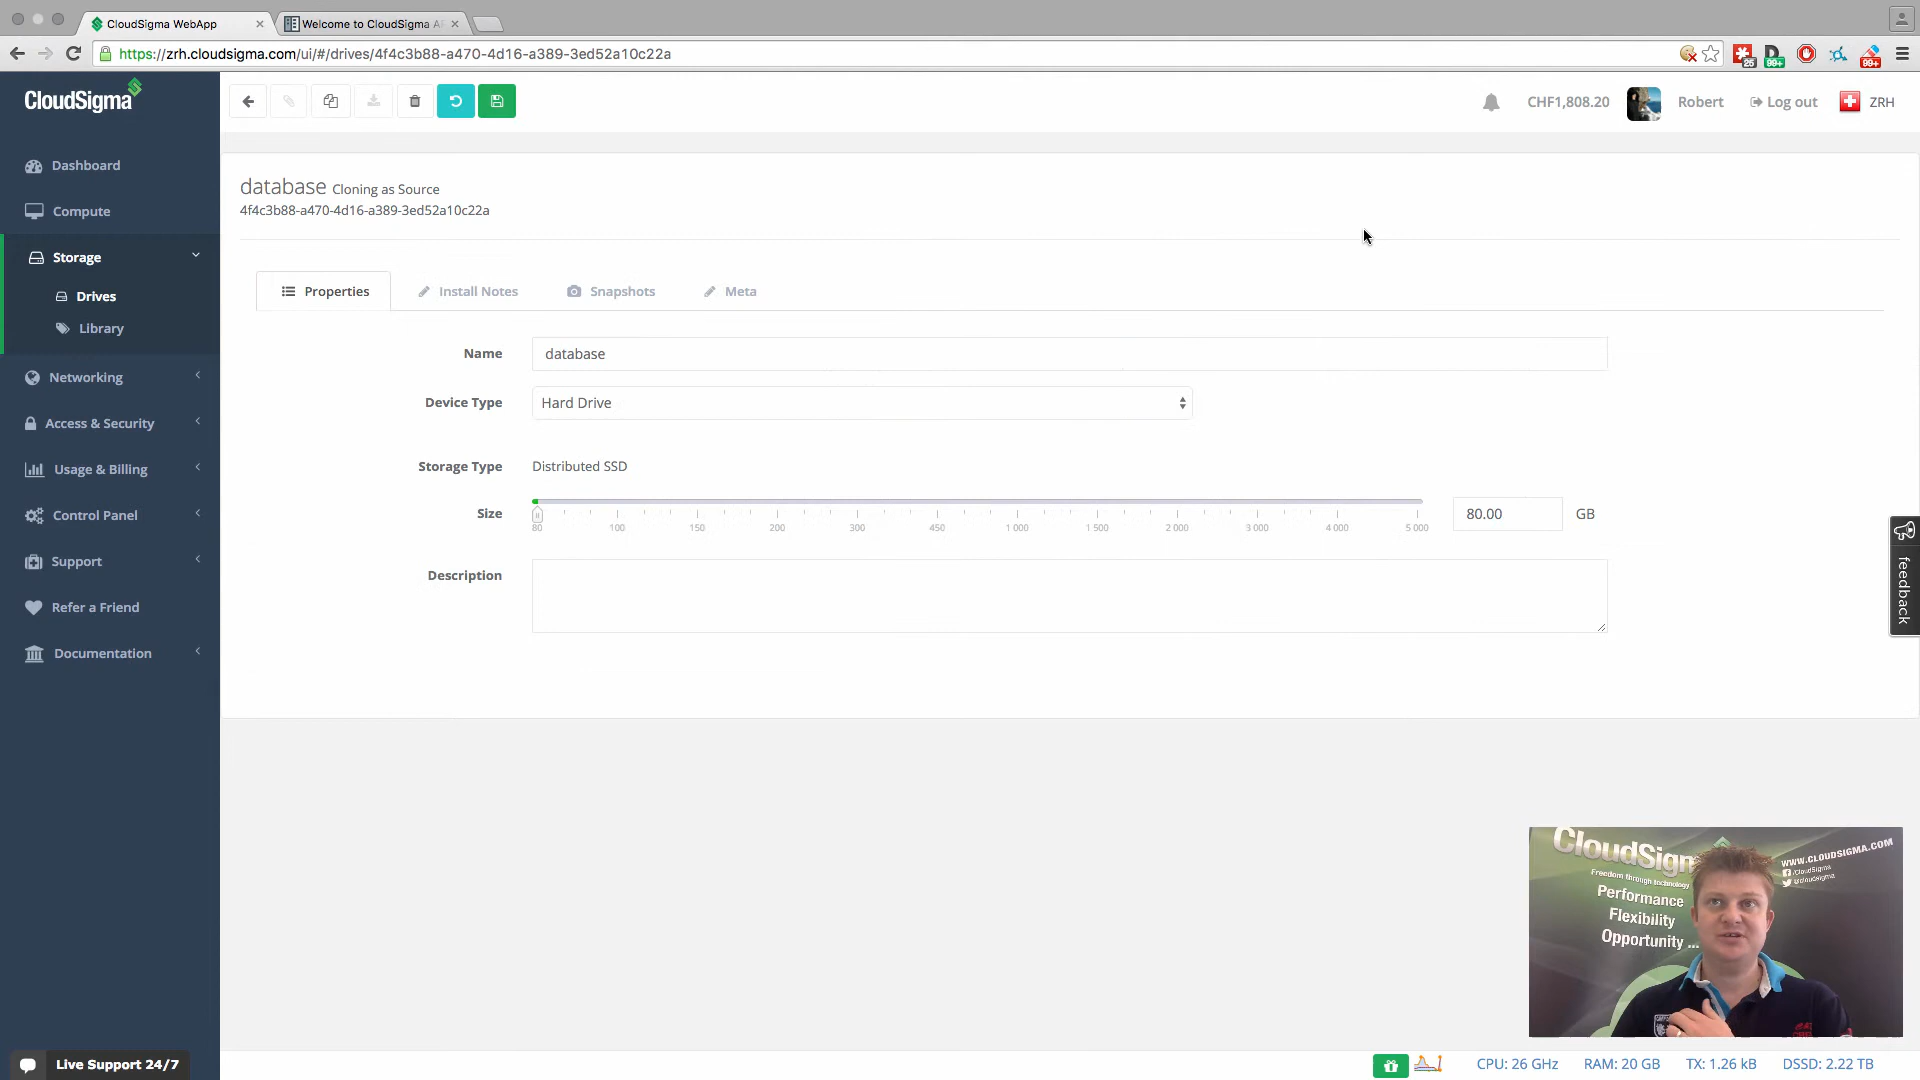 CloudSigma WebApp
Welcome to CloudSigma AP
https://zrh.cloudsigma.com/ui/#/drives/4f4c3b88-a470-4d16-a389-3ed52a10c22a
25
99+
99+
CloudSigma
CHF1,808.20
Robert
Log out
ZRH
Dashboard
Compute
Storage
Drives
Library
Networking
Access & Security
Usage & Billing
Control Panel
Support
Refer a Friend
Documentation
Live Support 24/7
database Cloning as Source
4f4c3b88-a470-4d16-a389-3ed52a10c22a
Properties
Install Notes
Snapshots
Meta
Name
database
Device Type
Hard Drive
Storage Type
Distributed SSD
Size
80 100 150 200 300 450 1 000 1 500 2 000 3 000 4 000 5 000
80.00
GB
Description
feedback
CloudSigm
Freedom through technology
Performance
Flexibility
Opportunity ...
WWW.CLOUDSIGMA.COM
/CloudSigma
@cloudsigma
CPU: 26 GHz
RAM: 20 GB
TX: 1.26 kB
DSSD: 2.22 TB